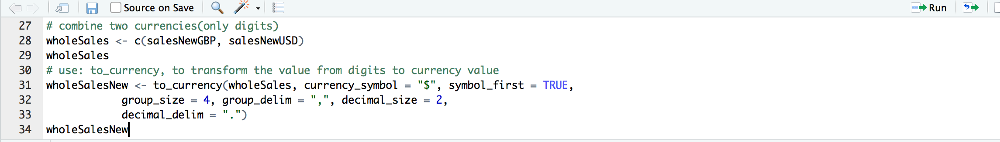 Source on Save
Run
27 # combine two currencies(only digits)
28 wholeSales <- c(salesNewGBP, salesNewUSD)
29 wholeSales
30 # use: to_currency, to transform the value from digits to currency value
31 wholeSalesNew <- to_currency(wholeSales, currency_symbol = "$", symbol_first = TRUE,
32 group_size = 4, group_delim = ",", decimal_size = 2,
33 decimal_delim = ".")
34 wholeSalesNew